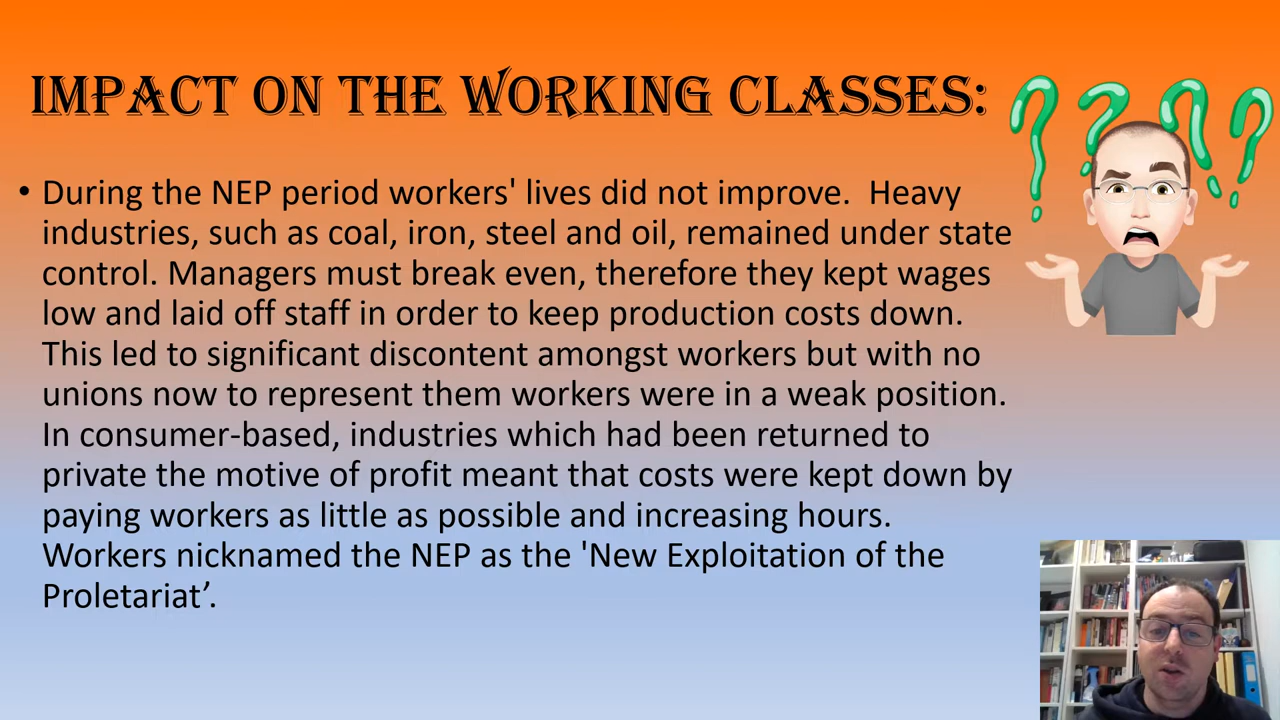 IMPACT ON THE WORKING CLASSES:
• During the NEP period workers' lives did not improve.  Heavy
industries, such as coal, iron, steel and oil, remained under state
control. Managers must break even, therefore they kept wages
low and laid off staff in order to keep production costs down.
This led to significant discontent amongst workers but with no
unions now to represent them workers were in a weak position.
In consumer-based, industries which had been returned to
private the motive of profit meant that costs were kept down by
paying workers as little as possible and increasing hours.
Workers nicknamed the NEP as the 'New Exploitation of the
Proletariat’.